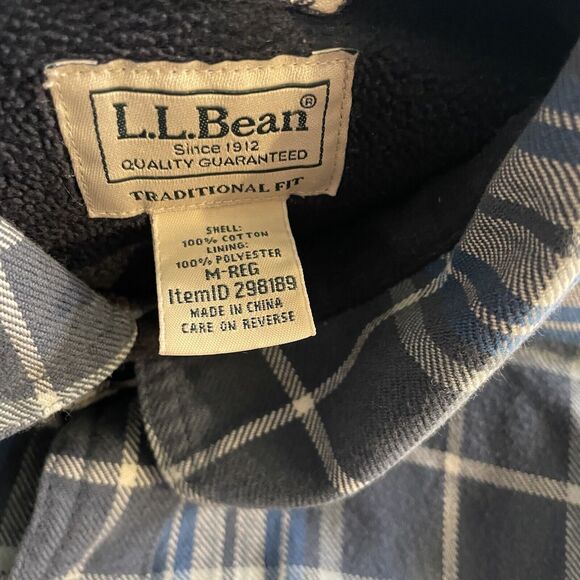 L.L.Bean®
Since 1912
QUALITY GUARANTEED
TRADITIONAL FIT
SHELL:
100% COTTON
LINING:
100% POLYESTER
M-REG
ItemID 298189
MADE IN CHINA
CARE ON REVERSE